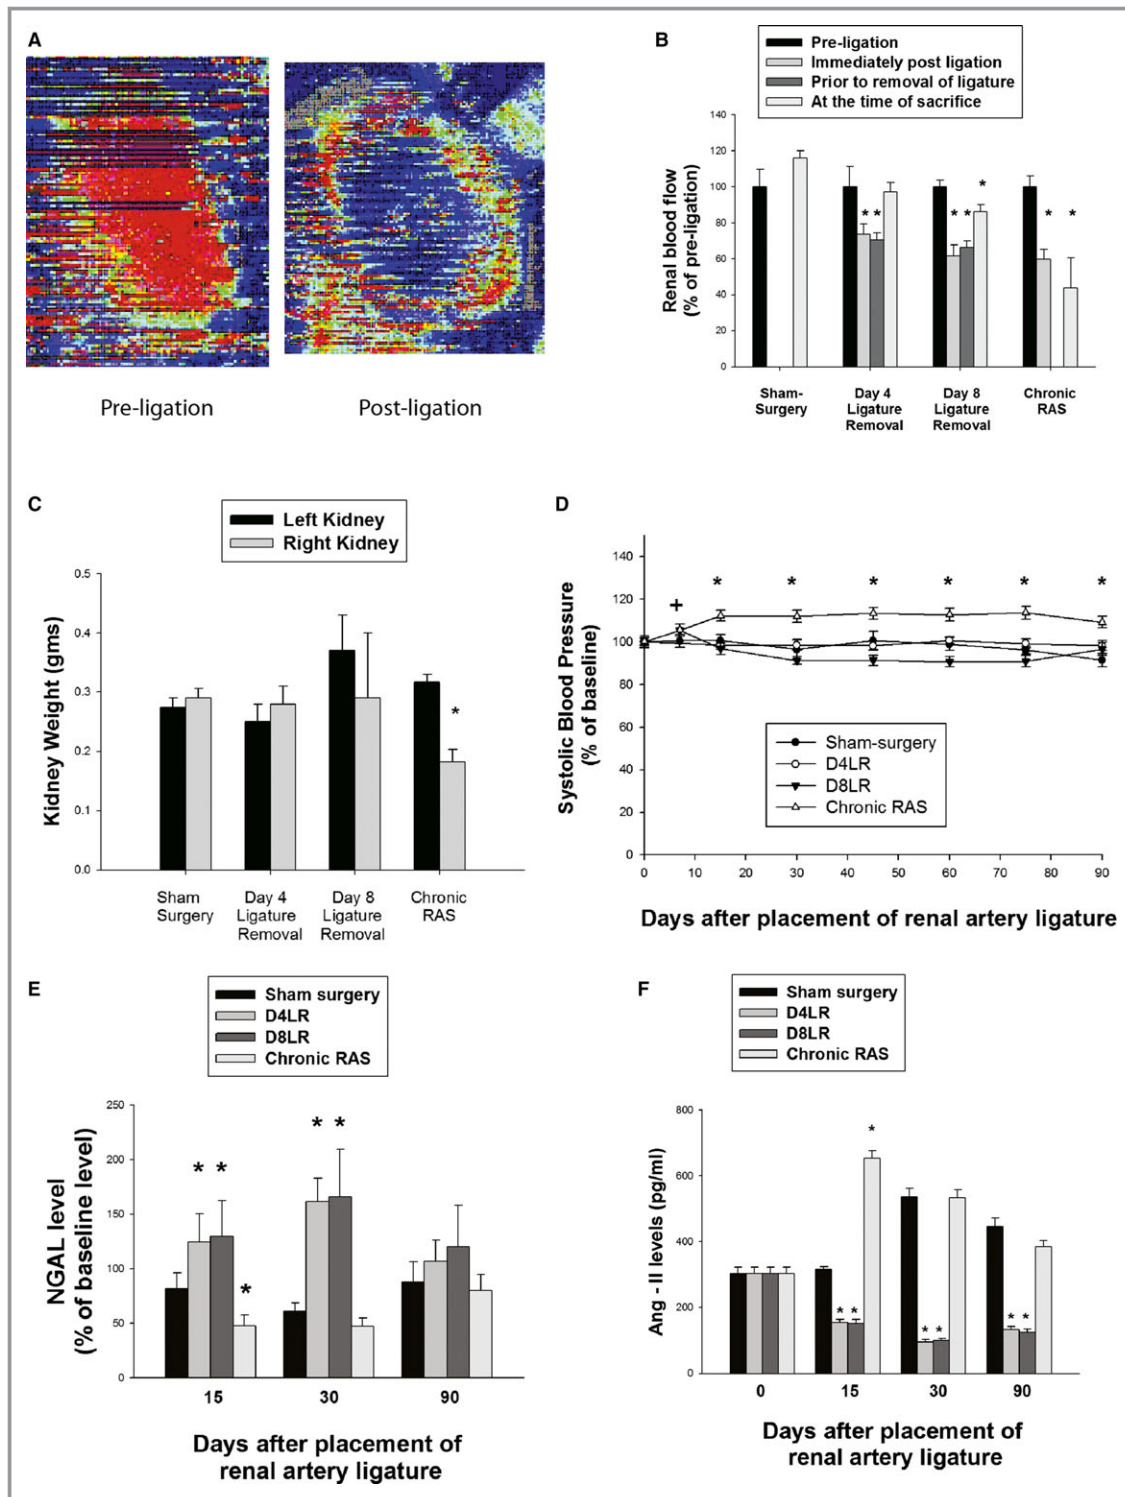 A
Pre-ligation
Post-ligation
B
Pre-ligation
Immediately post ligation
Prior to removal of ligature
At the time of sacrifice
Renal blood flow
(% of pre-ligation)
140
120
100
80
60
40
20
0
* *
* *
*
*
*
Sham-
Surgery
Day 4
Ligature
Removal
Day 8
Ligature
Removal
Chronic
RAS
C
Left Kidney
Right Kidney
Kidney Weight (gms)
0.5
0.4
0.3
0.2
0.1
0.0
*
Sham
Surgery
Day 4
Ligature
Removal
Day 8
Ligature
Removal
Chronic
RAS
D
Systolic Blood Pressure
(% of baseline)
140
120
100
80
60
40
20
0
+
* * * * * *
Sham-surgery
D4LR
D8LR
Chronic RAS
0 10 20 30 40 50 60 70 80 90
Days after placement of renal artery ligature
E
Sham surgery
D4LR
D8LR
Chronic RAS
NGAL level
(% of baseline level)
250
200
150
100
50
0
* *
*
* *
15 30 90
Days after placement of
renal artery ligature
F
Sham surgery
D4LR
D8LR
Chronic RAS
Ang - II levels (pg/ml)
800
600
400
200
0
*
* *
* *
* *
0 15 30 90
Days after placement of
renal artery ligature